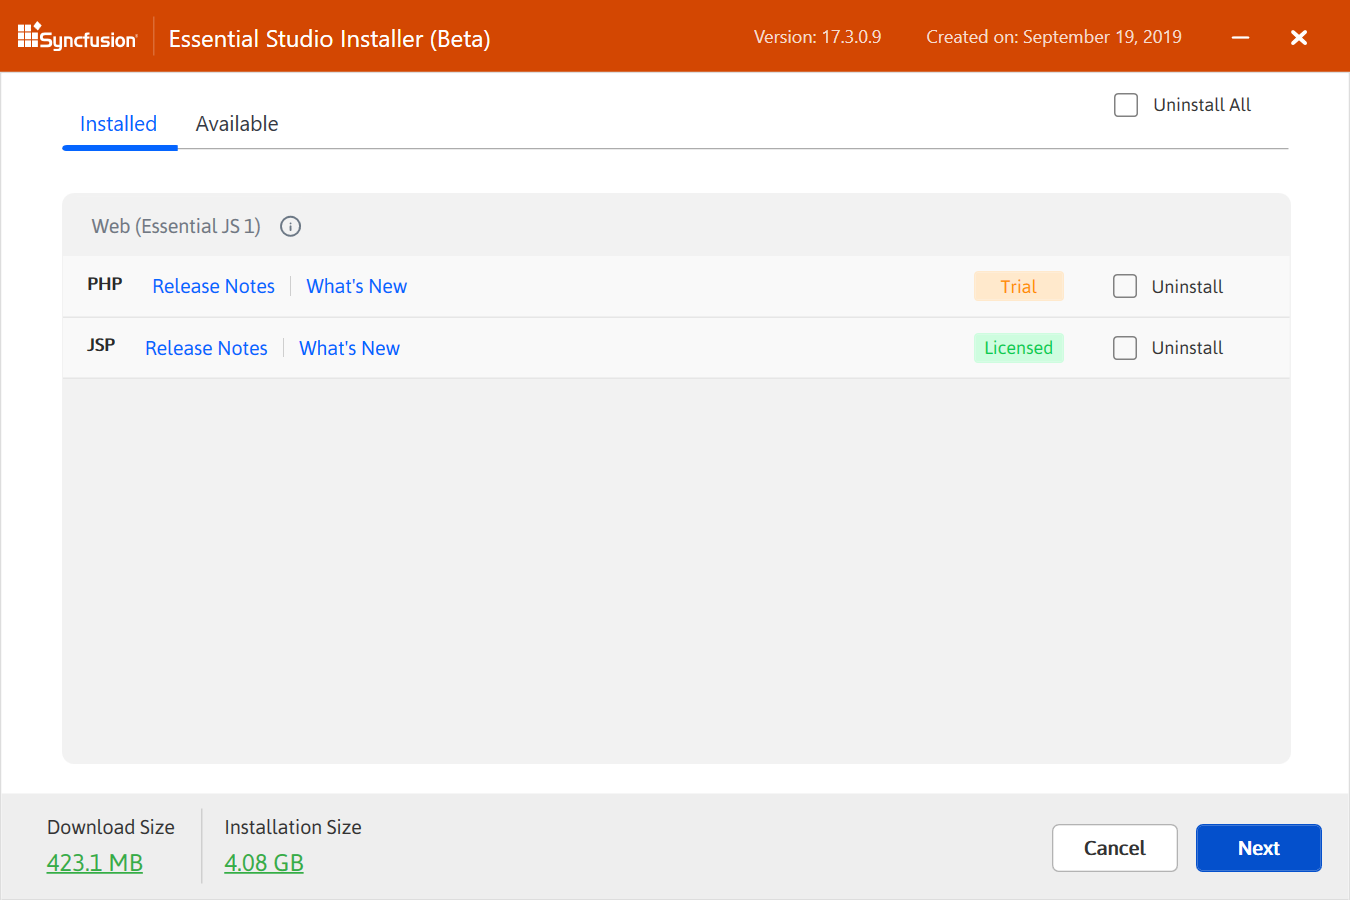 Syncfusion Essential Studio Installer (Beta) Version: 17.3.0.9 Created on: September 19, 2019
Uninstall All
Installed Available
Web (Essential JS 1)
PHP Release Notes What's New Trial Uninstall
JSP Release Notes What's New Licensed Uninstall
Download Size Installation Size
423.1 MB 4.08 GB
Cancel Next